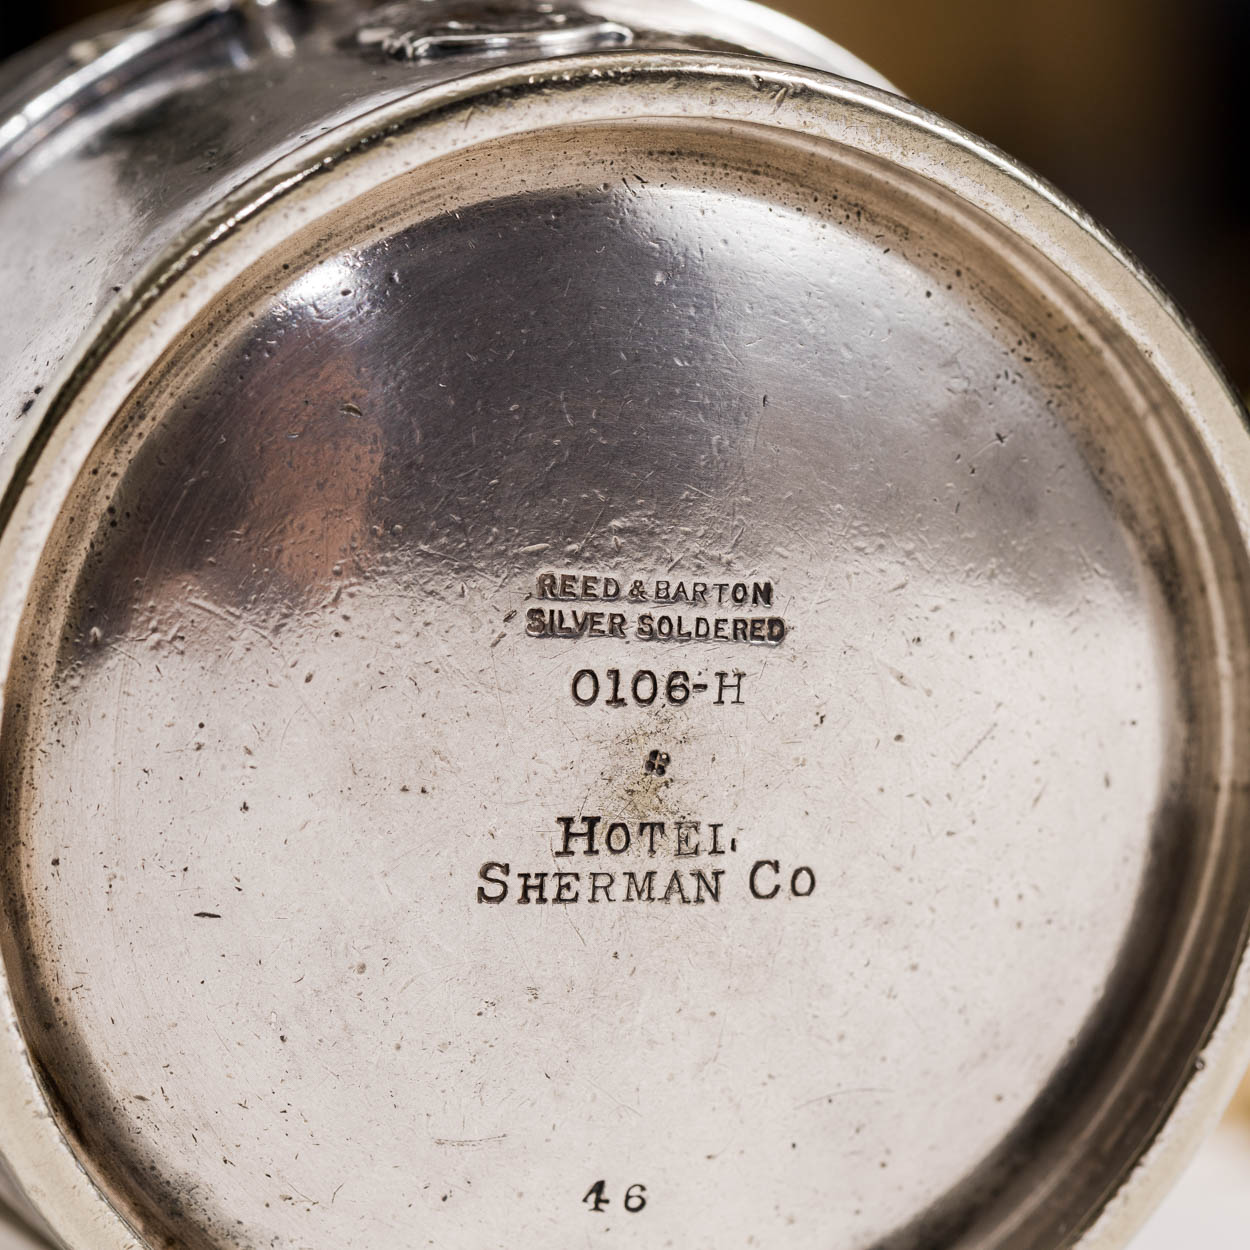 REED & BARTON
SILVER SOLDERED
0106-H
HOTEL
SHERMAN CO
46